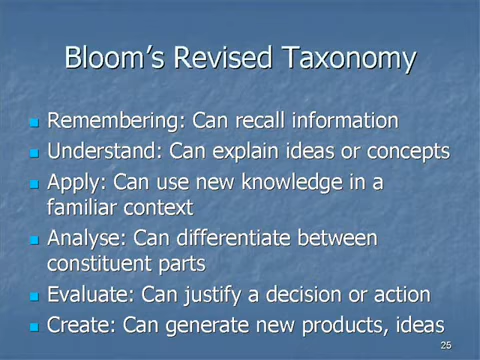 Bloom's Revised Taxonomy
Remembering: Can recall information
Understand: Can explain ideas or concepts
Apply: Can use new knowledge in a
familiar context
Analyse: Can differentiate between
constituent parts
Evaluate: Can justify a decision or action
Create: Can generate new products, ideas
25